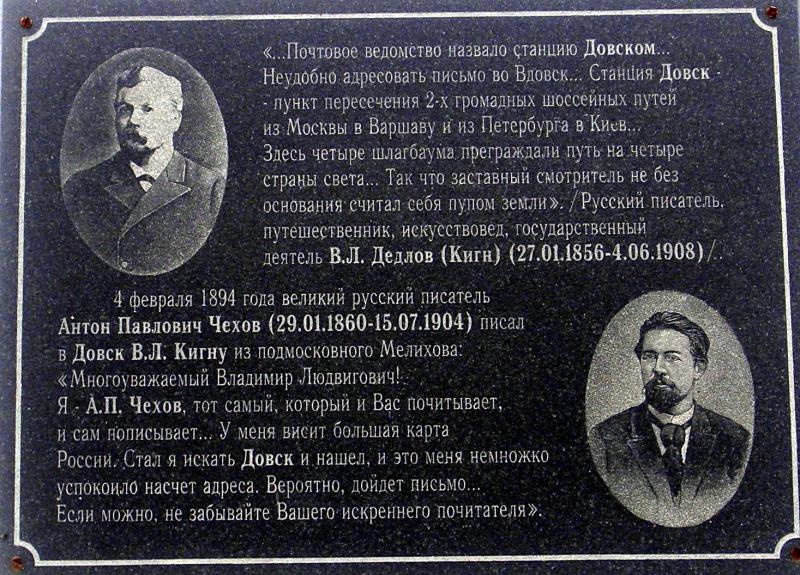 «...Почтовое ведомство назвало станцию Довском...
Неудобно адресовать письмо во Вдовск... Станция Довск -
- пункт пересечения 2-х громадных шоссейных путей
из Москвы в Варшаву и из Петербурга в Киев...
Здесь четыре шлагбаума преграждали путь на четыре
страны света... Так что заставный смотритель не без
основания считал себя пупом земли». /Русский писатель,
путешественник, искусствовед, государственный
деятель В.Л. Дедлов (Кигн) (27.01.1856-4.06.1908)/.
4 февраля 1894 года великий русский писатель
Антон Павлович Чехов (29.01.1860-15.07.1904) писал
в Довск В.Л. Кигну из подмосковного Мелихова:
«Многоуважаемый Владимир Людвигович!
Я - А.П. Чехов, тот самый, который и Вас почитывает,
и сам пописывает... У меня висит большая карта
России. Стал я искать Довск и нашел, и это меня немножко
успокоило насчет адреса. Вероятно, дойдет письмо...
Если можно, не забывайте Вашего искреннего почитателя».